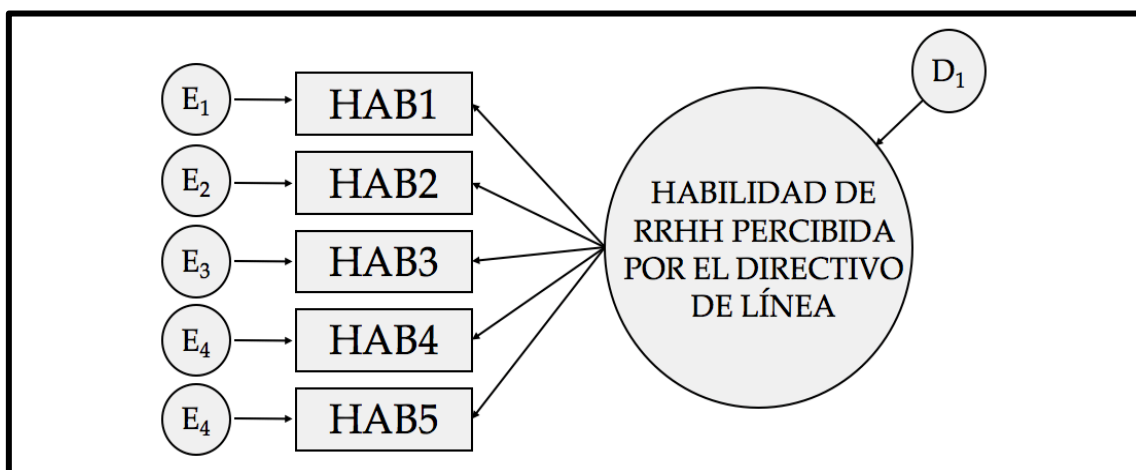 E1
HAB1
D1
E2
HAB2
E3
HAB3
E4
HAB4
E4
HAB5
HABILIDAD DE
RRHH PERCIBIDA
POR EL DIRECTIVO
DE LÍNEA